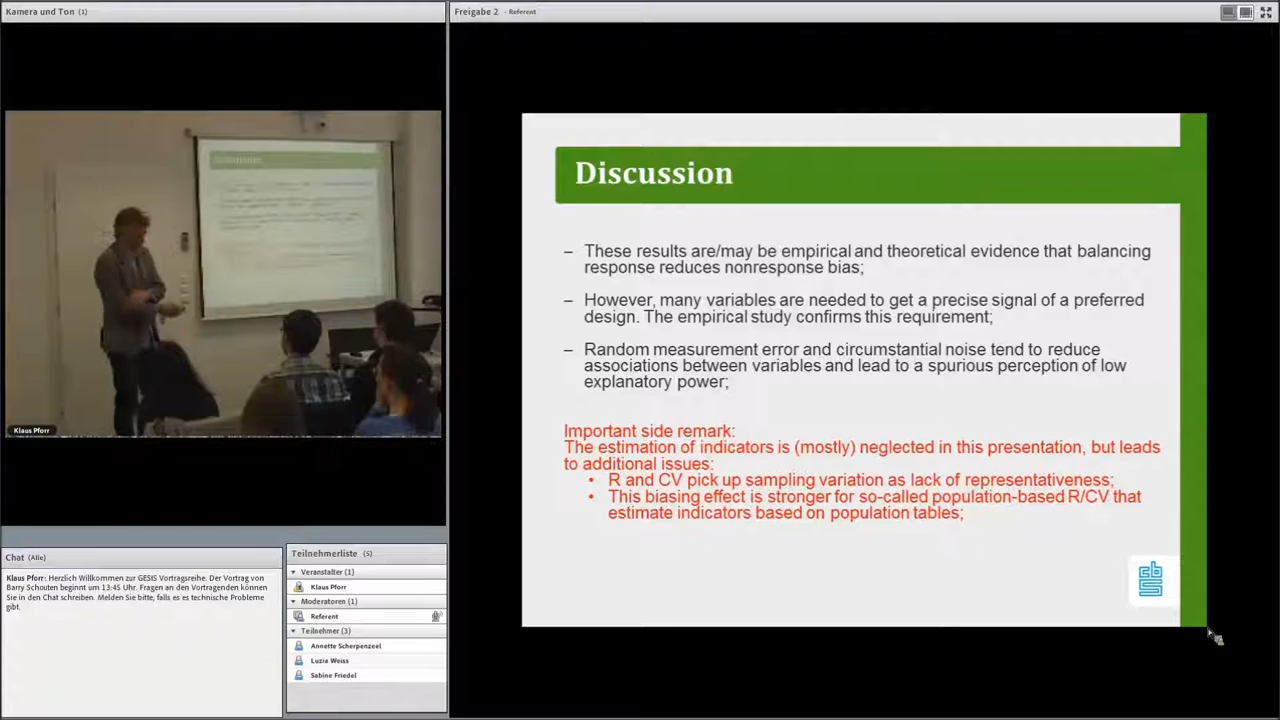 Kamera und Ton (1)
Klaus Pforr
Chat (Alle)
Klaus Pforr: Herzlich Willkommen zur GESIS Vortragsreihe. Der Vortrag von
Barry Schouten beginnt um 13:45 Uhr. Fragen an den Vortragenden können
Sie in den Chat schreiben. Melden Sie bitte, falls es es technische Probleme
gibt.
Teilnehmerliste (5)
Veranstalter (1)
Klaus Pforr
Moderatoren (1)
Referent
Teilnehmer (3)
Annette Scherpenzeel
Luzia Weiss
Sabine Friedel
Freigabe 2 - Referent
Discussion
– These results are/may be empirical and theoretical evidence that balancing
response reduces nonresponse bias;
– However, many variables are needed to get a precise signal of a preferred
design. The empirical study confirms this requirement;
– Random measurement error and circumstantial noise tend to reduce
associations between variables and lead to a spurious perception of low
explanatory power;
Important side remark:
The estimation of indicators is (mostly) neglected in this presentation, but leads
to additional issues:
• R and CV pick up sampling variation as lack of representativeness;
• This biasing effect is stronger for so-called population-based R/CV that
estimate indicators based on population tables;
cbs